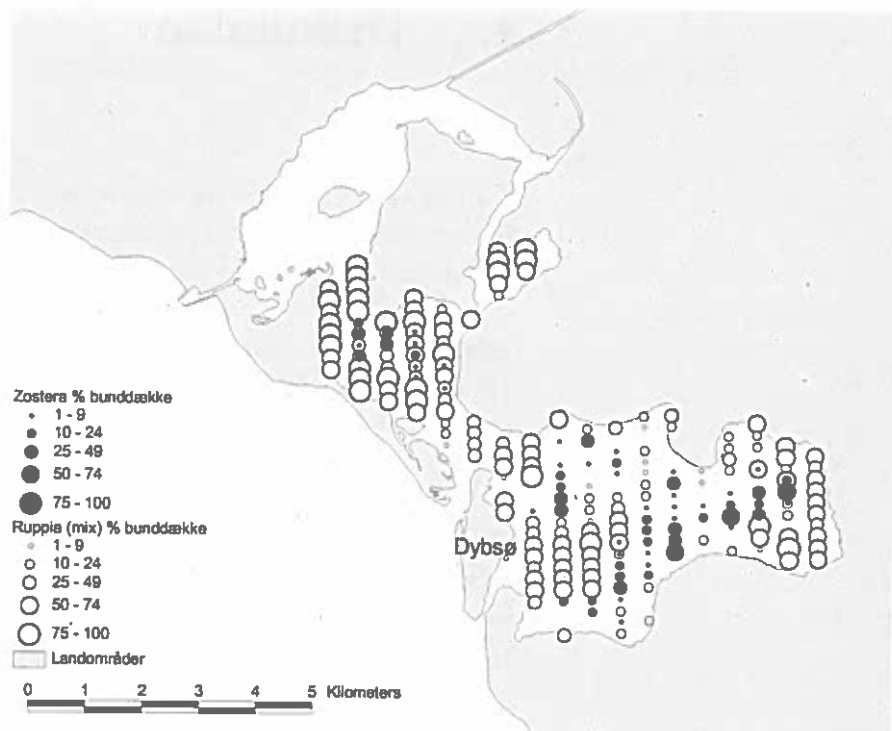 Zostera % bunddække
1 - 9
10 - 24
25 - 49
50 - 74
75 - 100
Ruppia (mix) % bunddække
1 - 9
10 - 24
25 - 49
50 - 74
75 - 100
Landområder
0 1 2 3 4 5 Kilometers
Dybsø